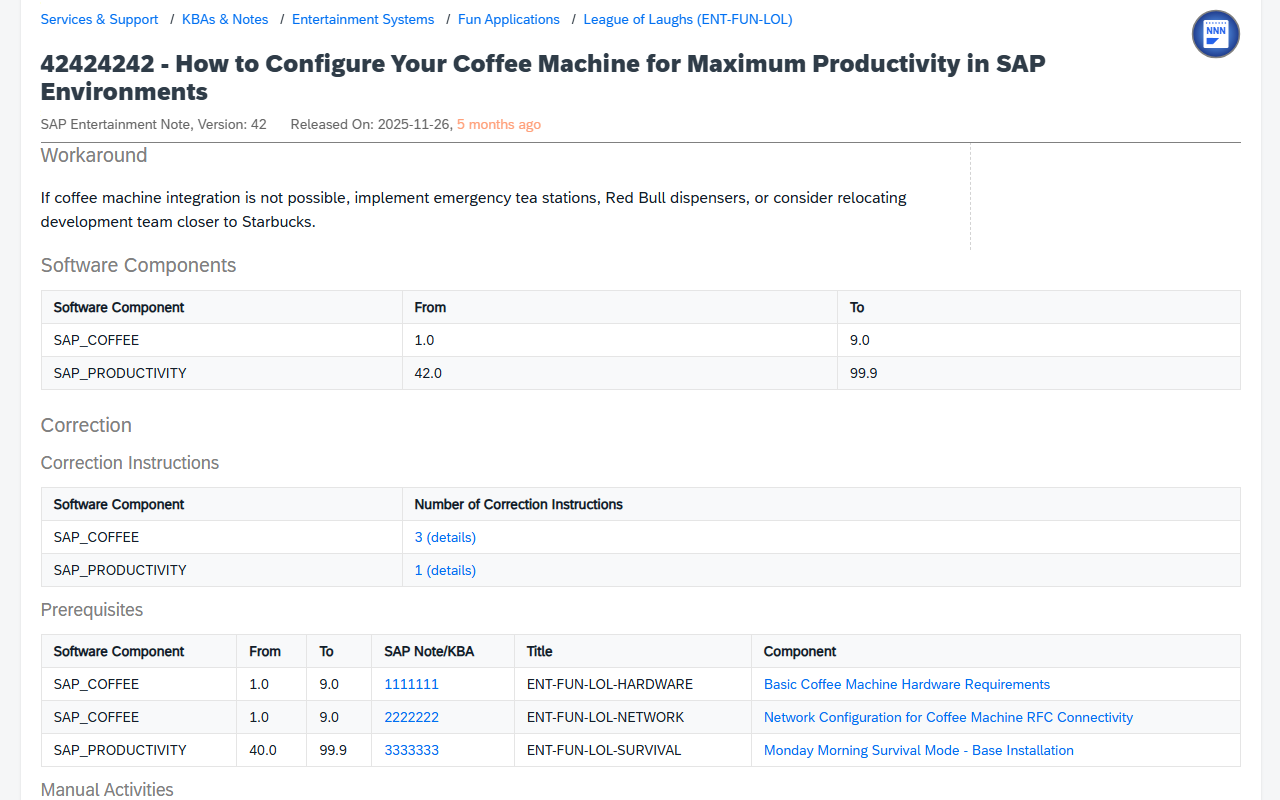 Services & Support / KBAs & Notes / Entertainment Systems / Fun Applications / League of Laughs (ENT-FUN-LOL)
NNN
42424242 - How to Configure Your Coffee Machine for Maximum Productivity in SAP
Environments
SAP Entertainment Note, Version: 42 Released On: 2025-11-26, 5 months ago
Workaround
If coffee machine integration is not possible, implement emergency tea stations, Red Bull dispensers, or consider relocating
development team closer to Starbucks.
Software Components
Software Component From To
SAP_COFFEE 1.0 9.0
SAP_PRODUCTIVITY 42.0 99.9
Correction
Correction Instructions
Software Component Number of Correction Instructions
SAP_COFFEE 3 (details)
SAP_PRODUCTIVITY 1 (details)
Prerequisites
Software Component From To SAP Note/KBA Title Component
SAP_COFFEE 1.0 9.0 1111111 ENT-FUN-LOL-HARDWARE Basic Coffee Machine Hardware Requirements
SAP_COFFEE 1.0 9.0 2222222 ENT-FUN-LOL-NETWORK Network Configuration for Coffee Machine RFC Connectivity
SAP_PRODUCTIVITY 40.0 99.9 3333333 ENT-FUN-LOL-SURVIVAL Monday Morning Survival Mode - Base Installation
Manual Activities